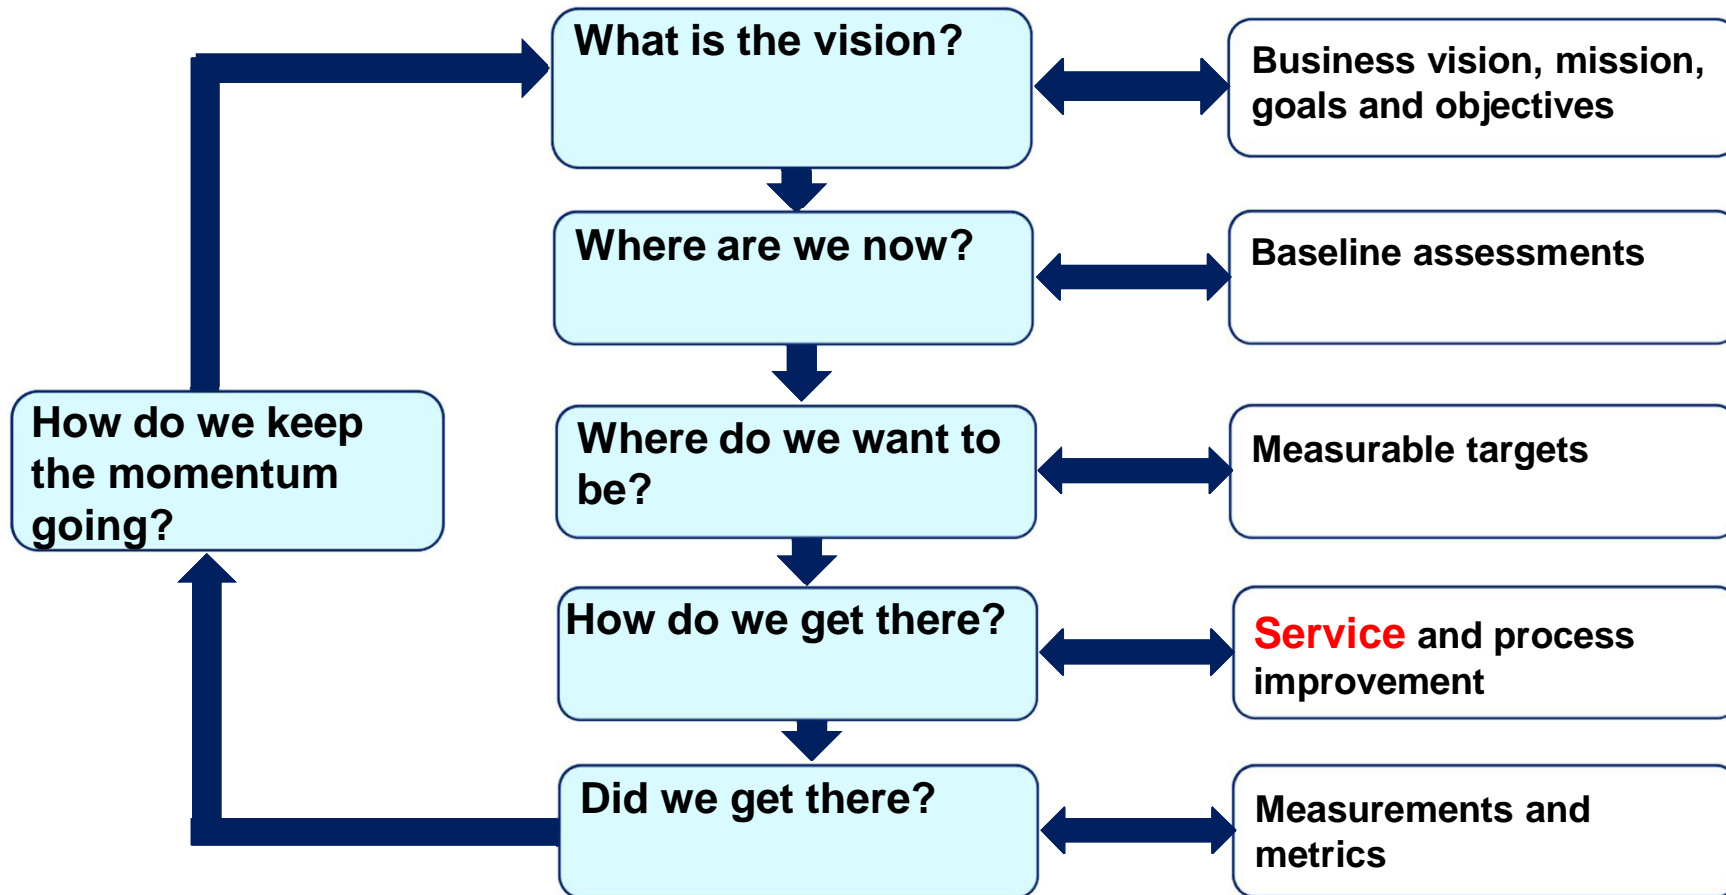 What is the vision?
Business vision, mission,
goals and objectives
Where are we now?
Baseline assessments
How do we keep
the momentum
going?
Where do we want to
be?
Measurable targets
How do we get there?
Service and process
improvement
Did we get there?
Measurements and
metrics